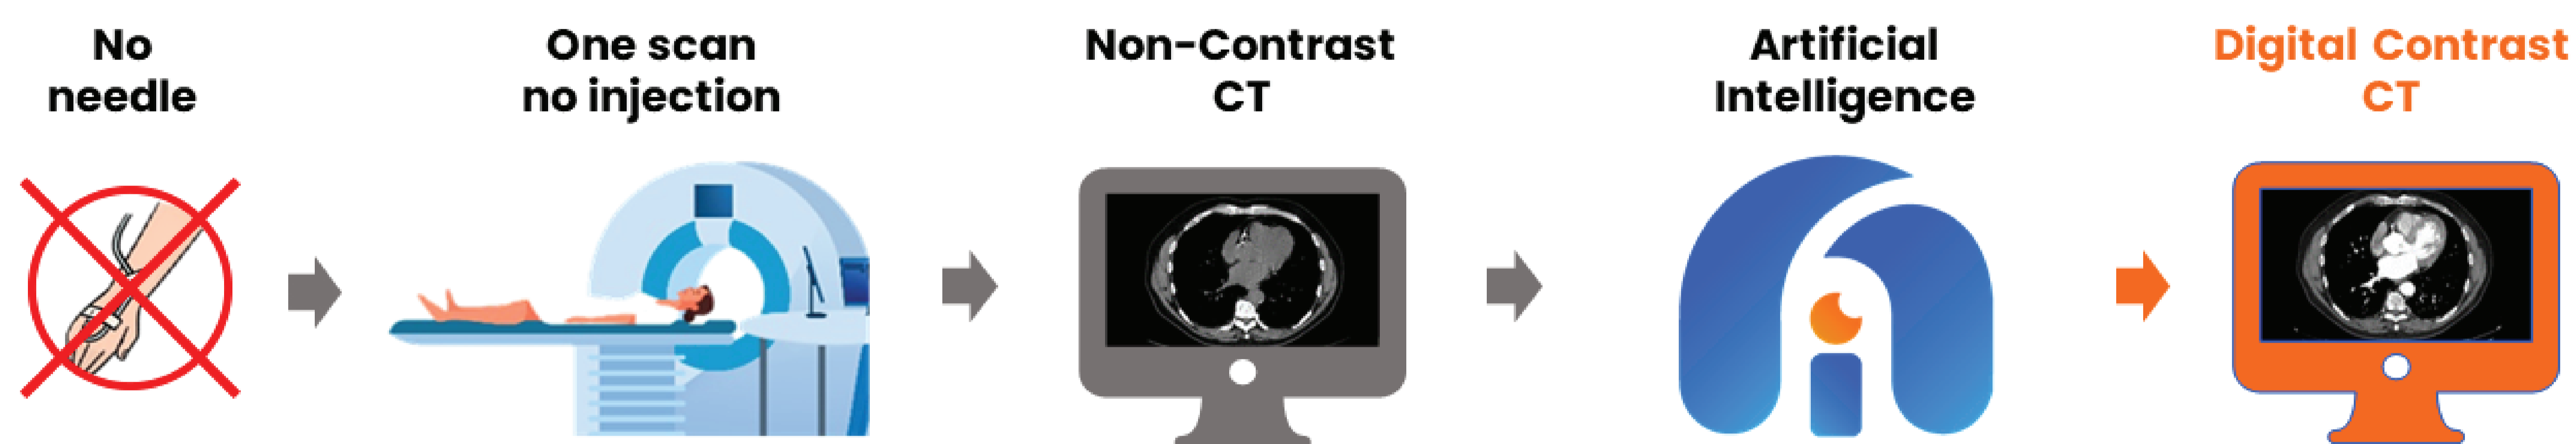 No
needle
One scan
no injection
Non-Contrast
CT
Artificial
Intelligence
Digital Contrast
CT